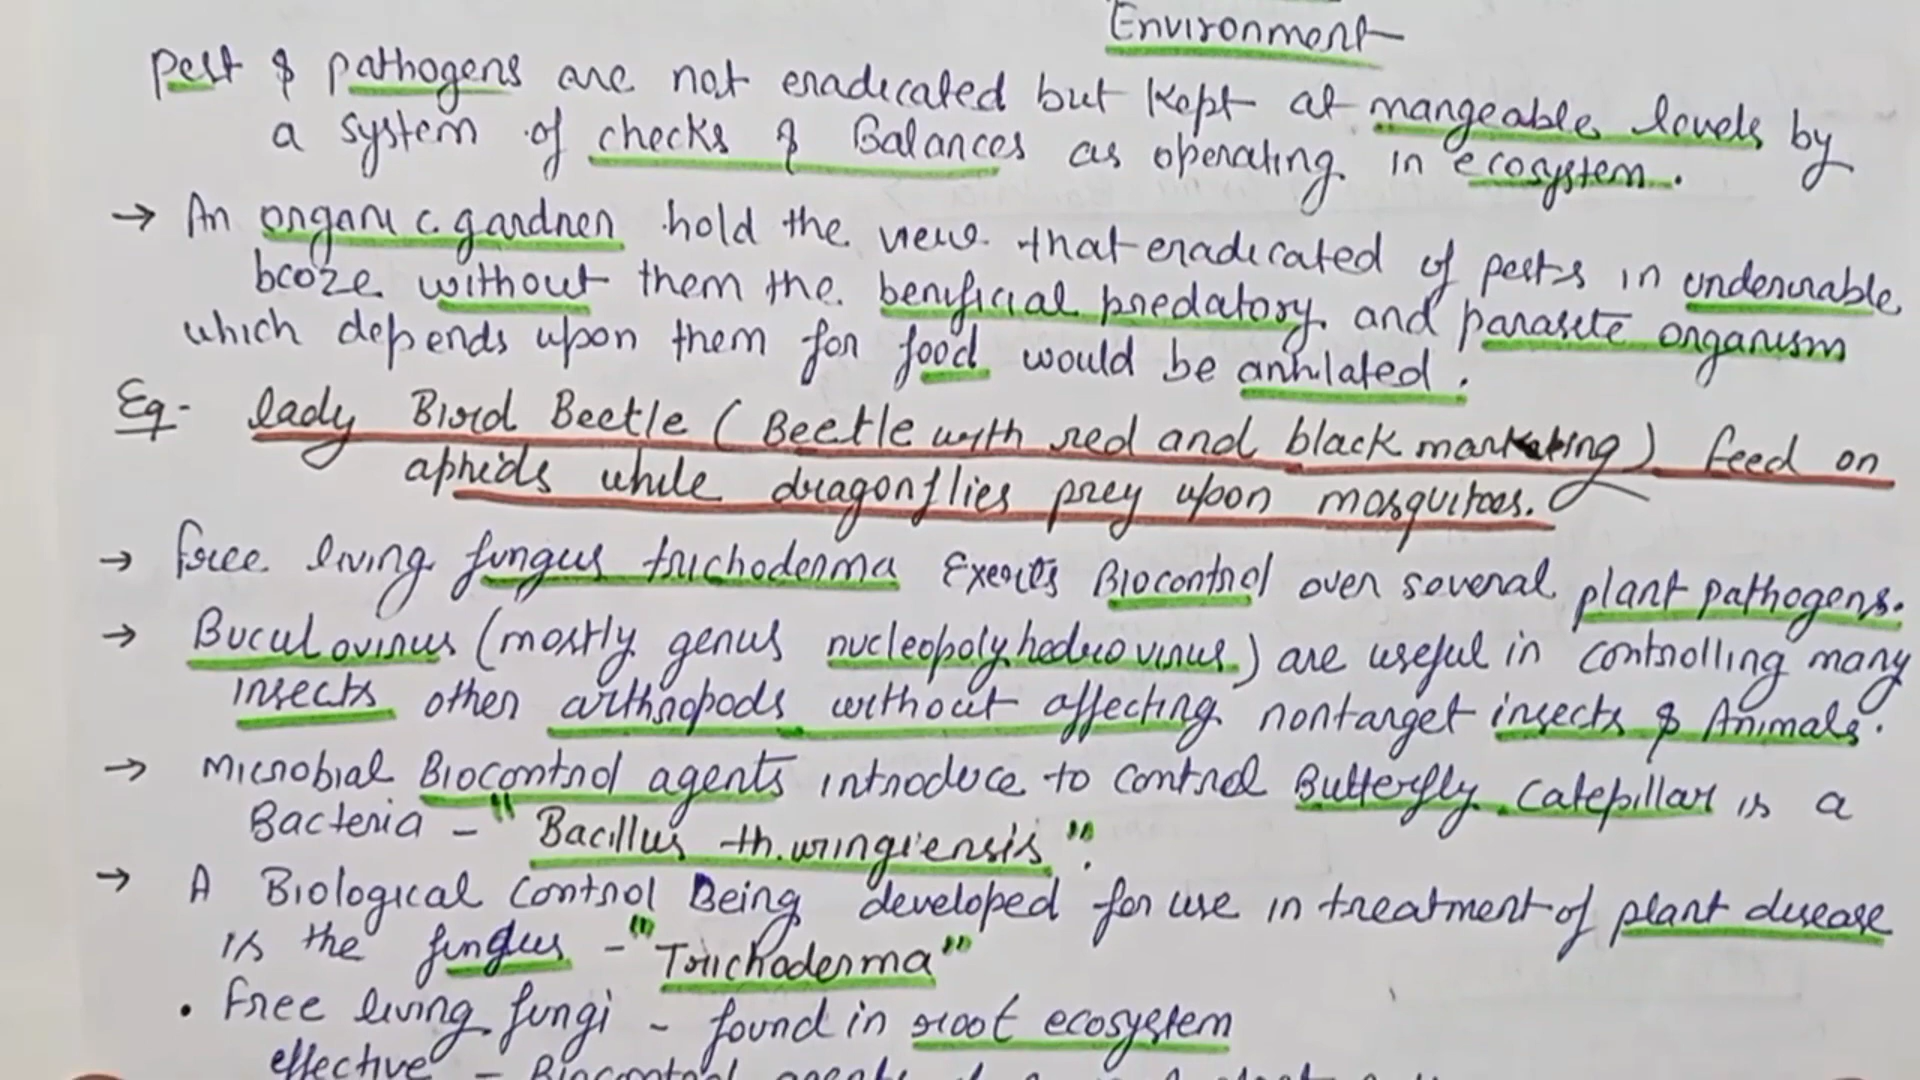 Environment
Pest & pathogens are not eradicated but kept at mangeable levels by
a system of checks & Balances as operating in ecosystem.
→ An organic gardner hold the view that eradicated of pests in undesirable
bcoze without them the benificial predatory and parasite organism
which depends upon them for food would be anhilated.
Eg- lady Bird Beetle (Beetle with red and black markking) feed on
aphids while dragonflies prey upon mosquitoes.
→ Free living fungus trichoderma Exerts Biocontrol over several plant pathogens.
→ Buculovirus (mostly genus nucleopolyhedrovirus) are useful in controlling many
insects other arthropods without affecting nontarget insects & Animals.
→ Microbial Biocontrol agents introduce to control Butterfly Catepillar is a
Bacteria - "Bacillus thuringiensis".
→ A Biological Control Being developed for use in treatment of plant disease
is the fungus - "Trichoderma"
• Free living fungi - found in root ecosystem
effective - Biocontrol agents of